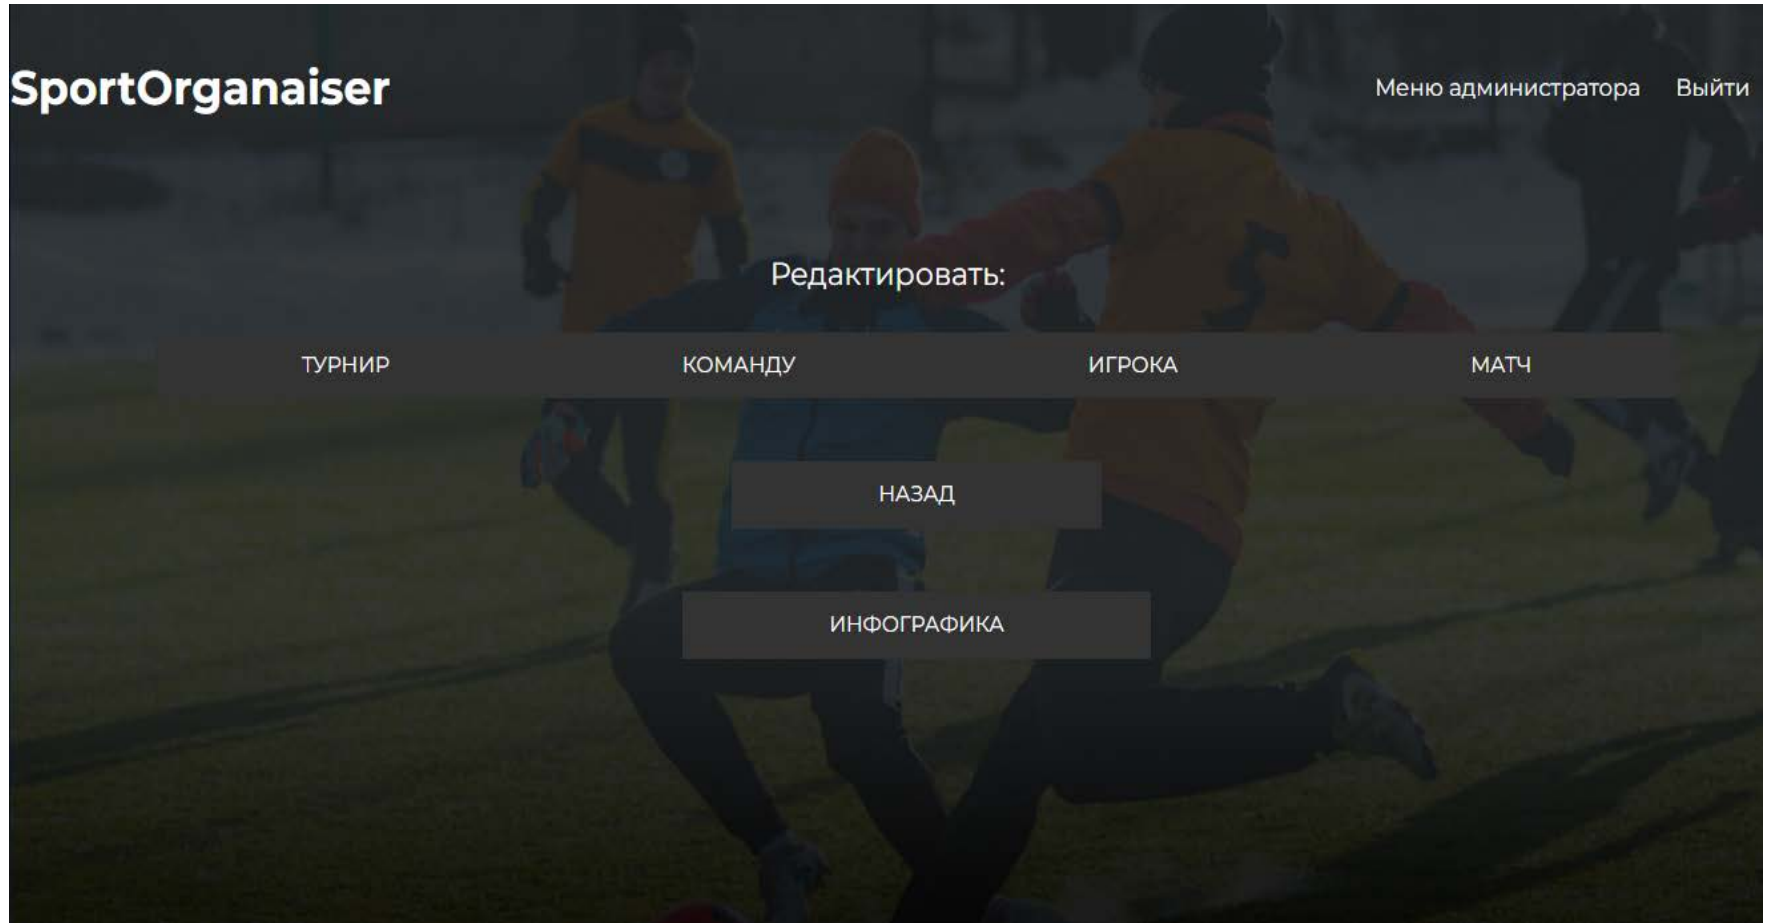 SportOrganaiser
Меню администратора Выйти
Редактировать:
ТУРНИР КОМАНДУ ИГРОКА МАТЧ
НАЗАД
ИНФОГРАФИКА